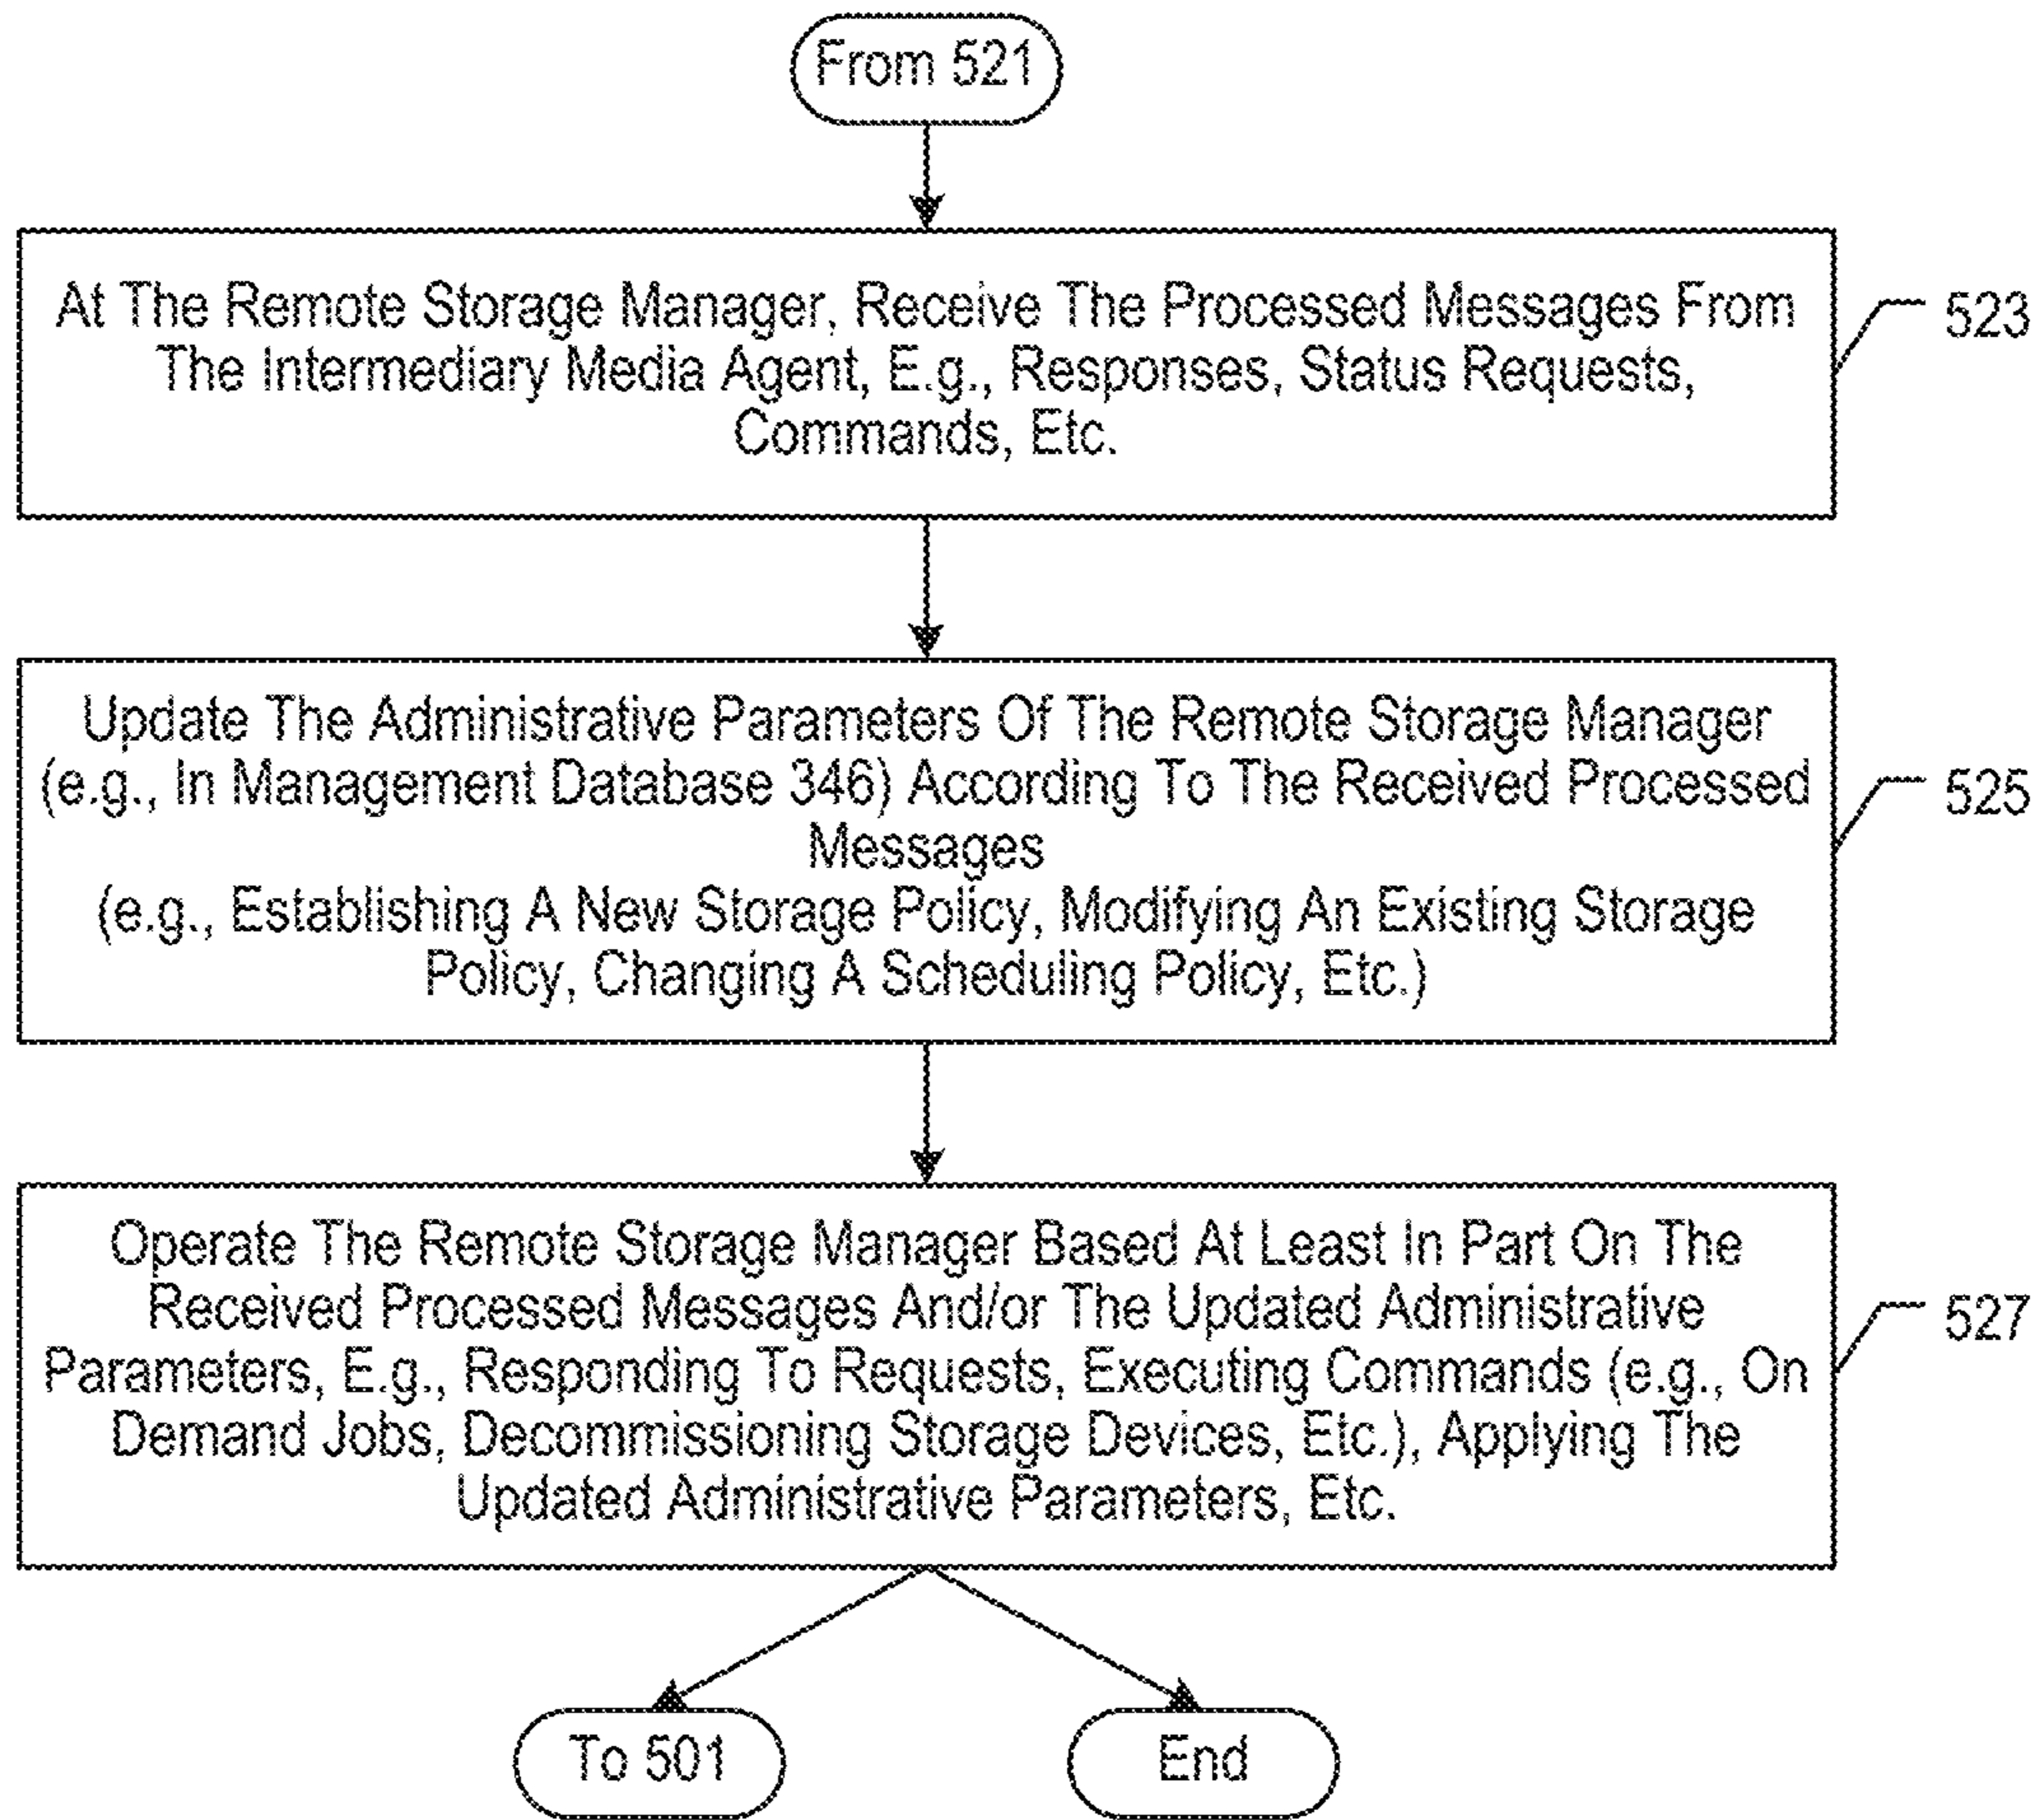 From 521
At The Remote Storage Manager, Receive The Processed Messages From
The Intermediary Media Agent, E.g., Responses, Status Requests,
Commands, Etc.
523
Update The Administrative Parameters Of The Remote Storage Manager
(e.g., In Management Database 346) According To The Received Processed
Messages
(e.g., Establishing A New Storage Policy, Modifying An Existing Storage
Policy, Changing A Scheduling Policy, Etc.)
525
Operate The Remote Storage Manager Based At Least In Part On The
Received Processed Messages And/or The Updated Administrative
Parameters, E.g., Responding To Requests, Executing Commands (e.g., On
Demand Jobs, Decommissioning Storage Devices, Etc.), Applying The
Updated Administrative Parameters, Etc.
527
To 501
End